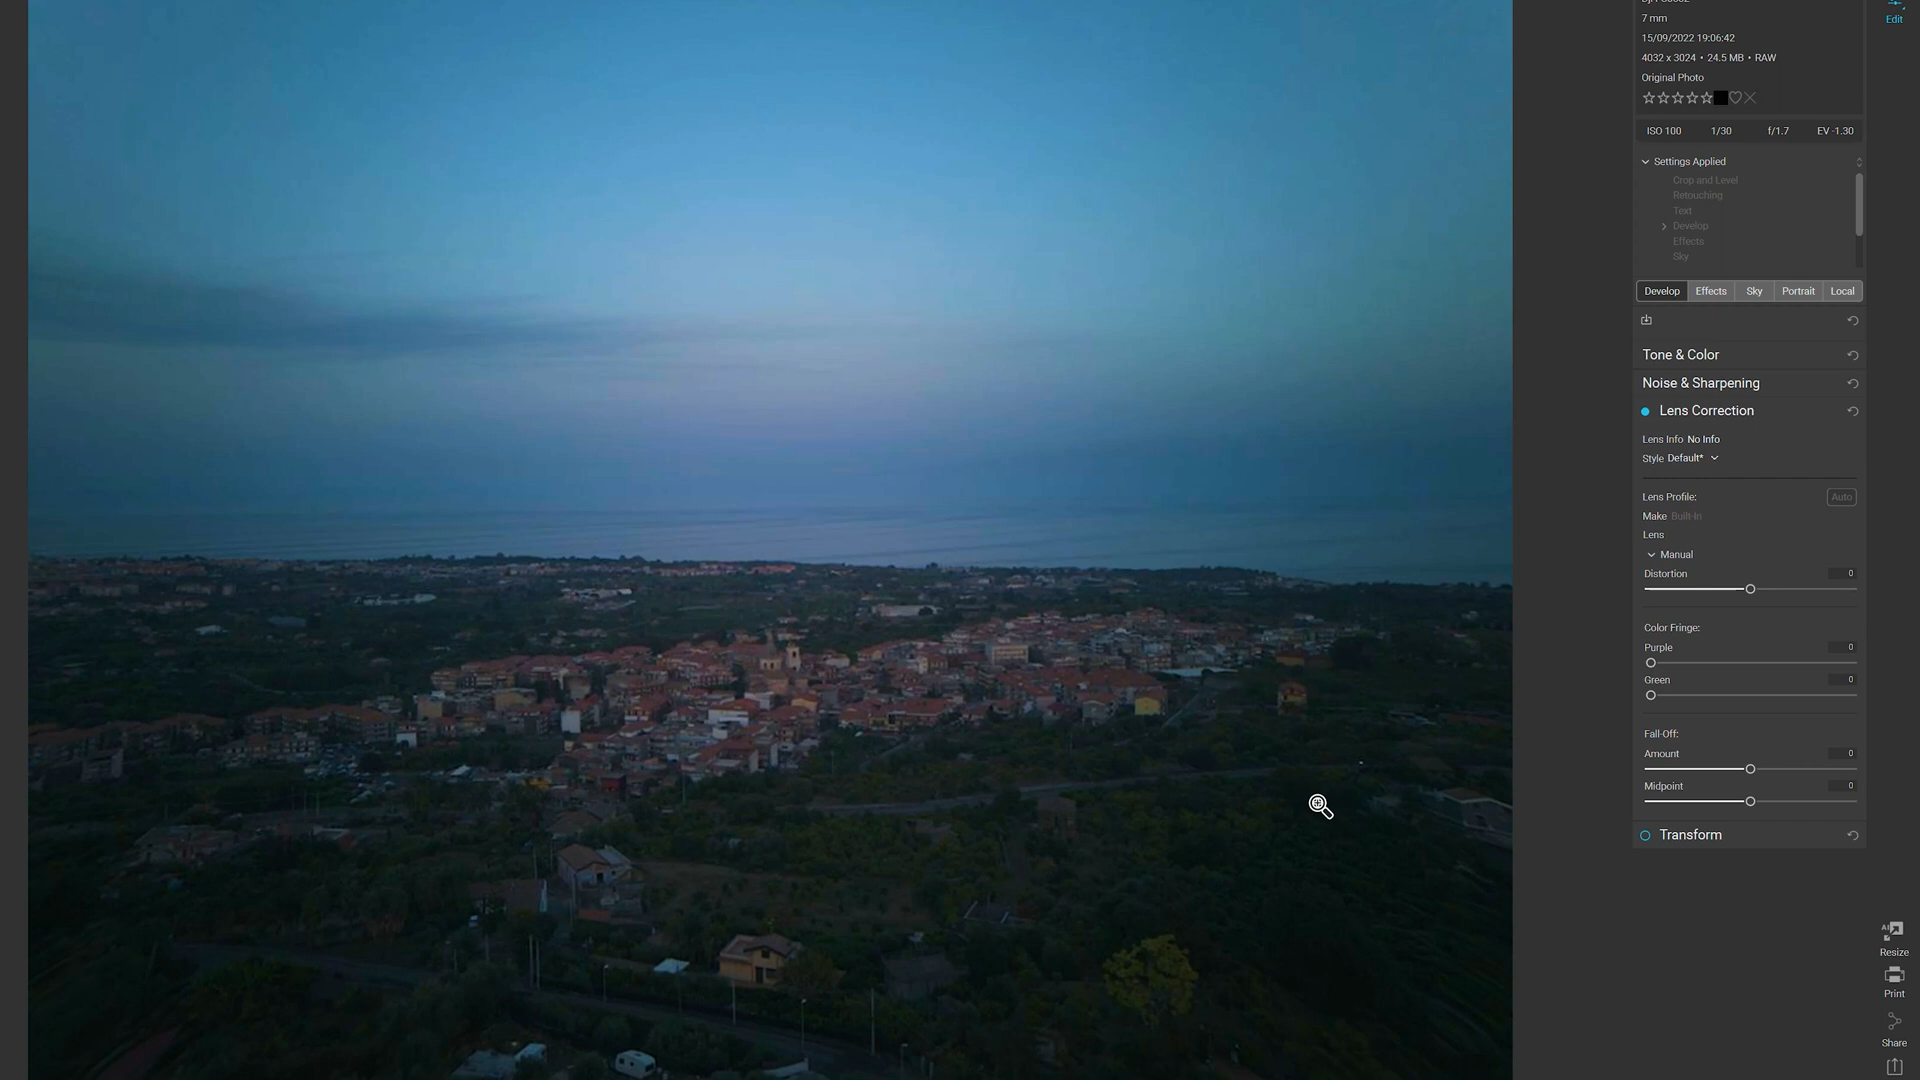 Edit
7 mm
15/09/2022 19:06:42
4032 x 3024 • 24.5 MB • RAW
Original Photo
ISO 100 1/30 f/1.7 EV -1.30
Settings Applied
Crop and Level
Retouching
Text
Develop
Effects
Sky
Develop Effects Sky Portrait Local
Tone & Color
Noise & Sharpening
Lens Correction
Lens Info No Info
Style Default*
Lens Profile: Auto
Make Built-In
Lens
Manual
Distortion 0
Color Fringe:
Purple 0
Green 0
Fall-Off:
Amount 0
Midpoint 0
Transform
AI
Resize
Print
Share